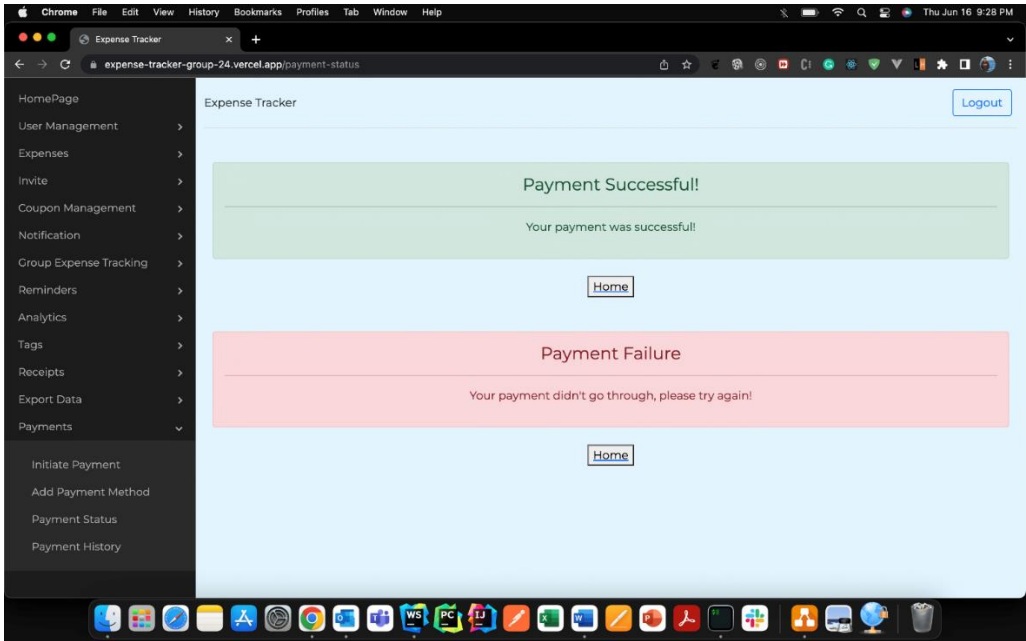 Chrome File Edit View History Bookmarks Profiles Tab Window Help Thu Jun 16 9:28 PM
Expense Tracker
expense-tracker-group-24.vercel.app/payment-status
HomePage
User Management
Expenses
Invite
Coupon Management
Notification
Group Expense Tracking
Reminders
Analytics
Tags
Receipts
Export Data
Payments
Initiate Payment
Add Payment Method
Payment Status
Payment History
Expense Tracker
Logout
Payment Successful!
Your payment was successful!
Home
Payment Failure
Your payment didn't go through, please try again!
Home
WS PC IJ